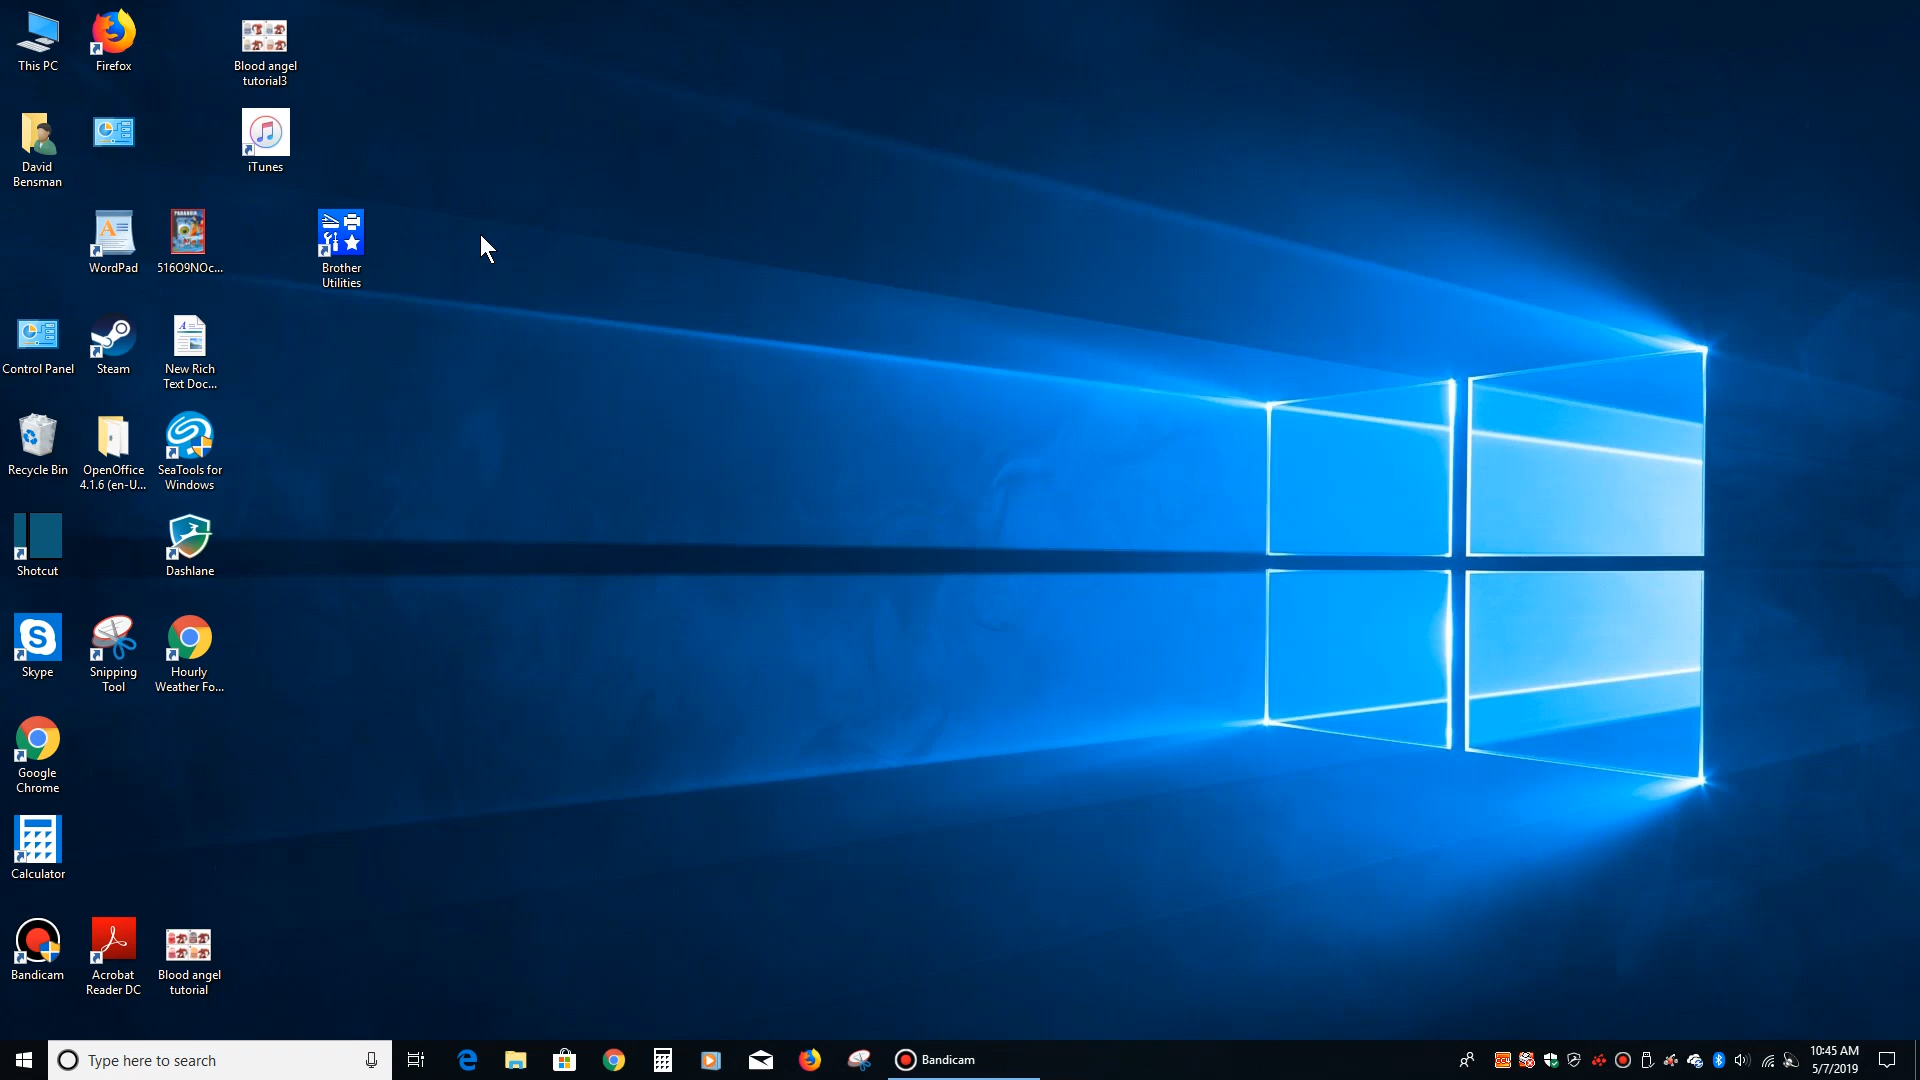 This PC
Firefox
Blood angel
tutorial3
David
Bensman
iTunes
WordPad
516O9NOc...
Brother
Utilities
Control Panel
Steam
New Rich
Text Doc...
Recycle Bin
OpenOffice
4.1.6 (en-U...
SeaTools for
Windows
Shotcut
Dashlane
Skype
Snipping
Tool
Hourly
Weather Fo...
Google
Chrome
Calculator
Bandicam
Acrobat
Reader DC
Blood angel
tutorial
Type here to search
Bandicam
10:45 AM
5/7/2019